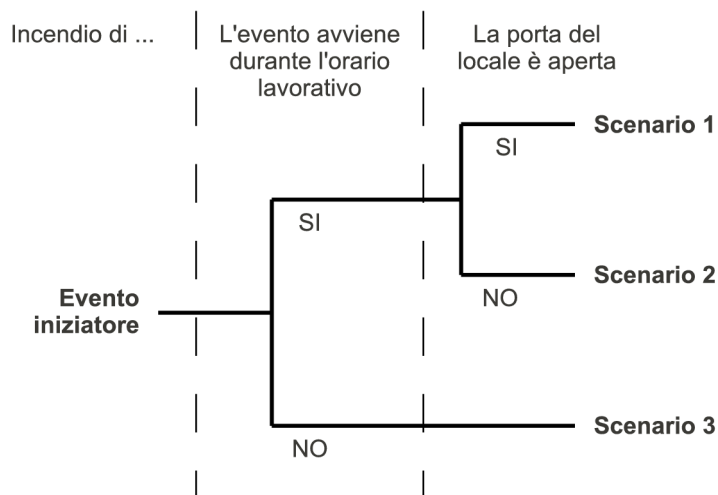 Incendio di ...
L'evento avviene
durante l'orario
lavorativo
La porta del
locale è aperta
Scenario 1
SI
SI
Scenario 2
NO
Evento
iniziatore
Scenario 3
NO